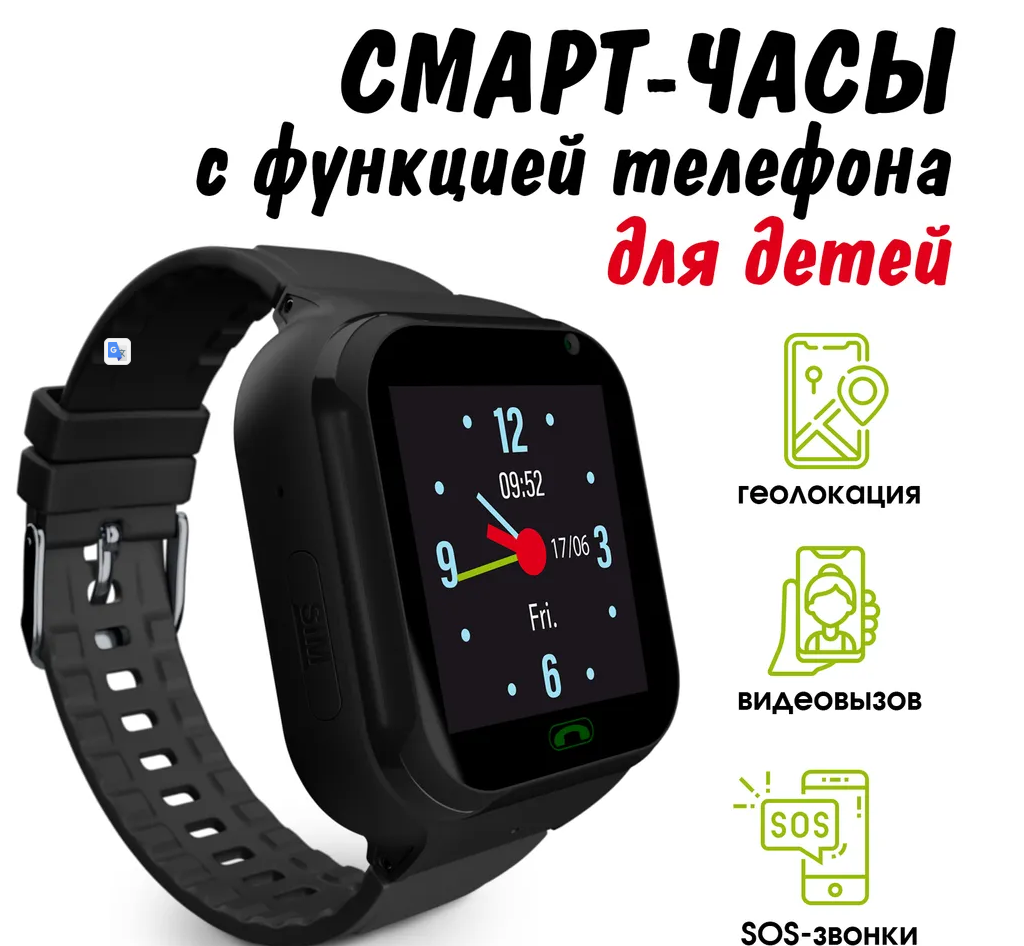 СМАРТ-ЧАСЫ
с функцией телефона
для детей
12
09:52
9
17/06
3
Fri.
6
SIM
геолокация
видеовызов
SOS
SOS-звонки
G